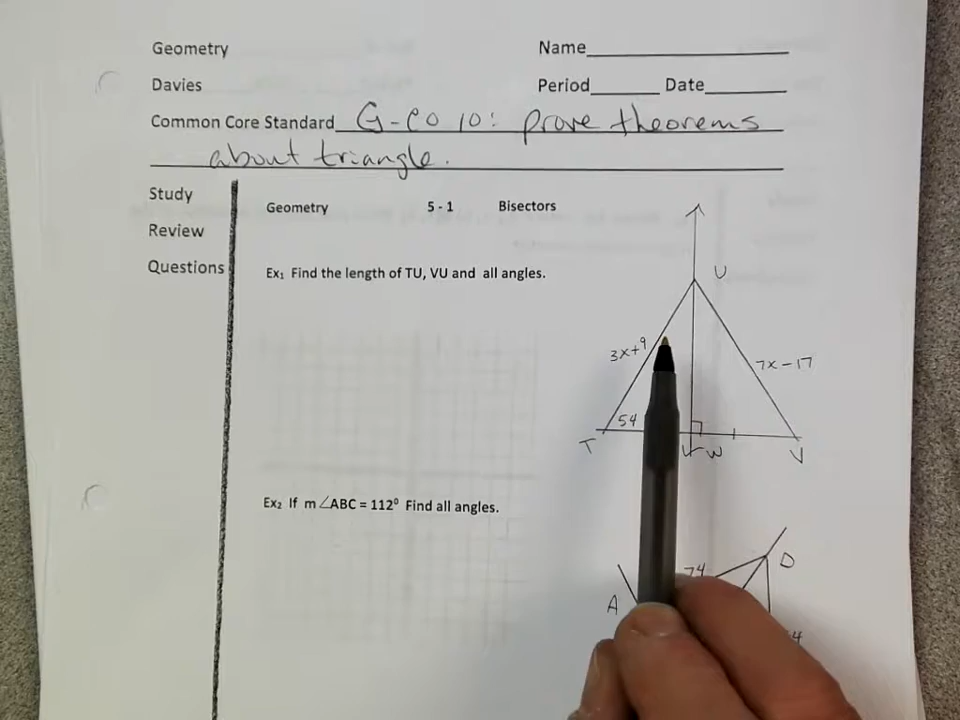 Geometry Name
Davies Period Date
Common Core Standard G-CO 10: prove theorems
about triangle.
Study
Geometry 5 - 1 Bisectors
Review
Questions
Ex1 Find the length of TU, VU and all angles.
U
3x+9
7x-17
54
T W V
Ex2 If m∠ABC = 112⁰ Find all angles.
D
74
A